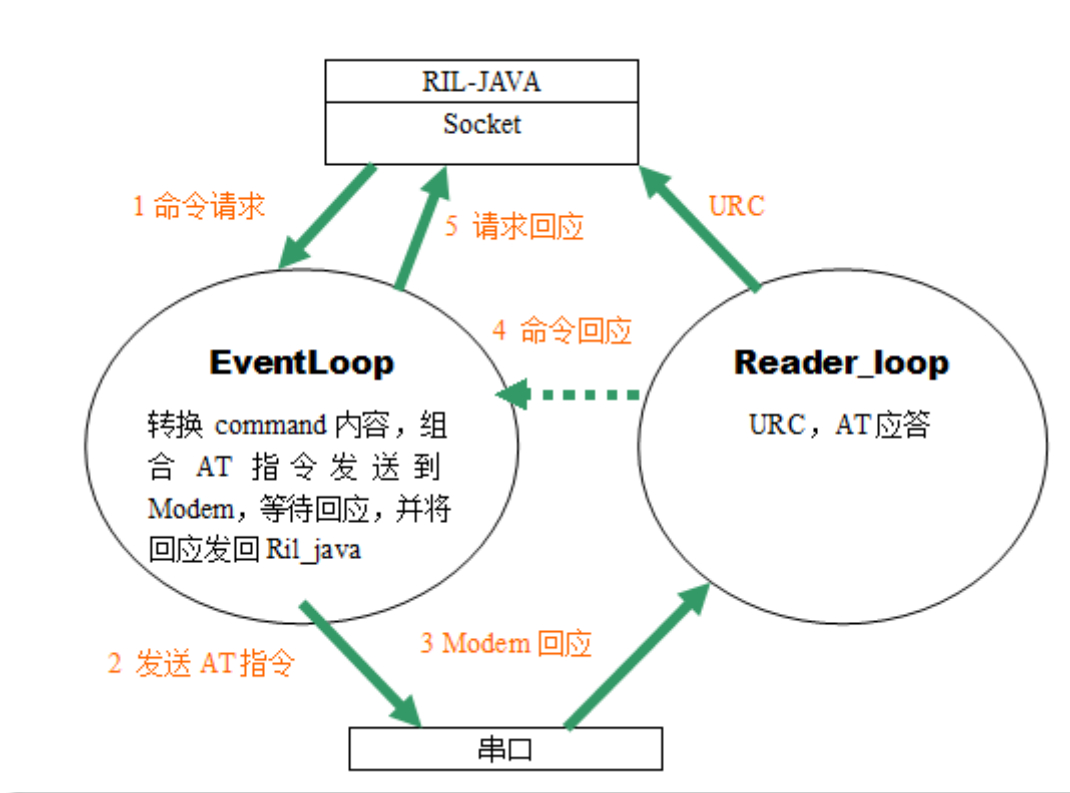 RIL-JAVA
Socket
1 命令请求
5 请求回应
URC
4 命令回应
EventLoop
转换 command 内容，组
合 AT 指令发送到
Modem，等待回应，并将
回应发回 Ril_java
Reader_loop
URC，AT应答
2 发送 AT指令
3 Modem 回应
串口